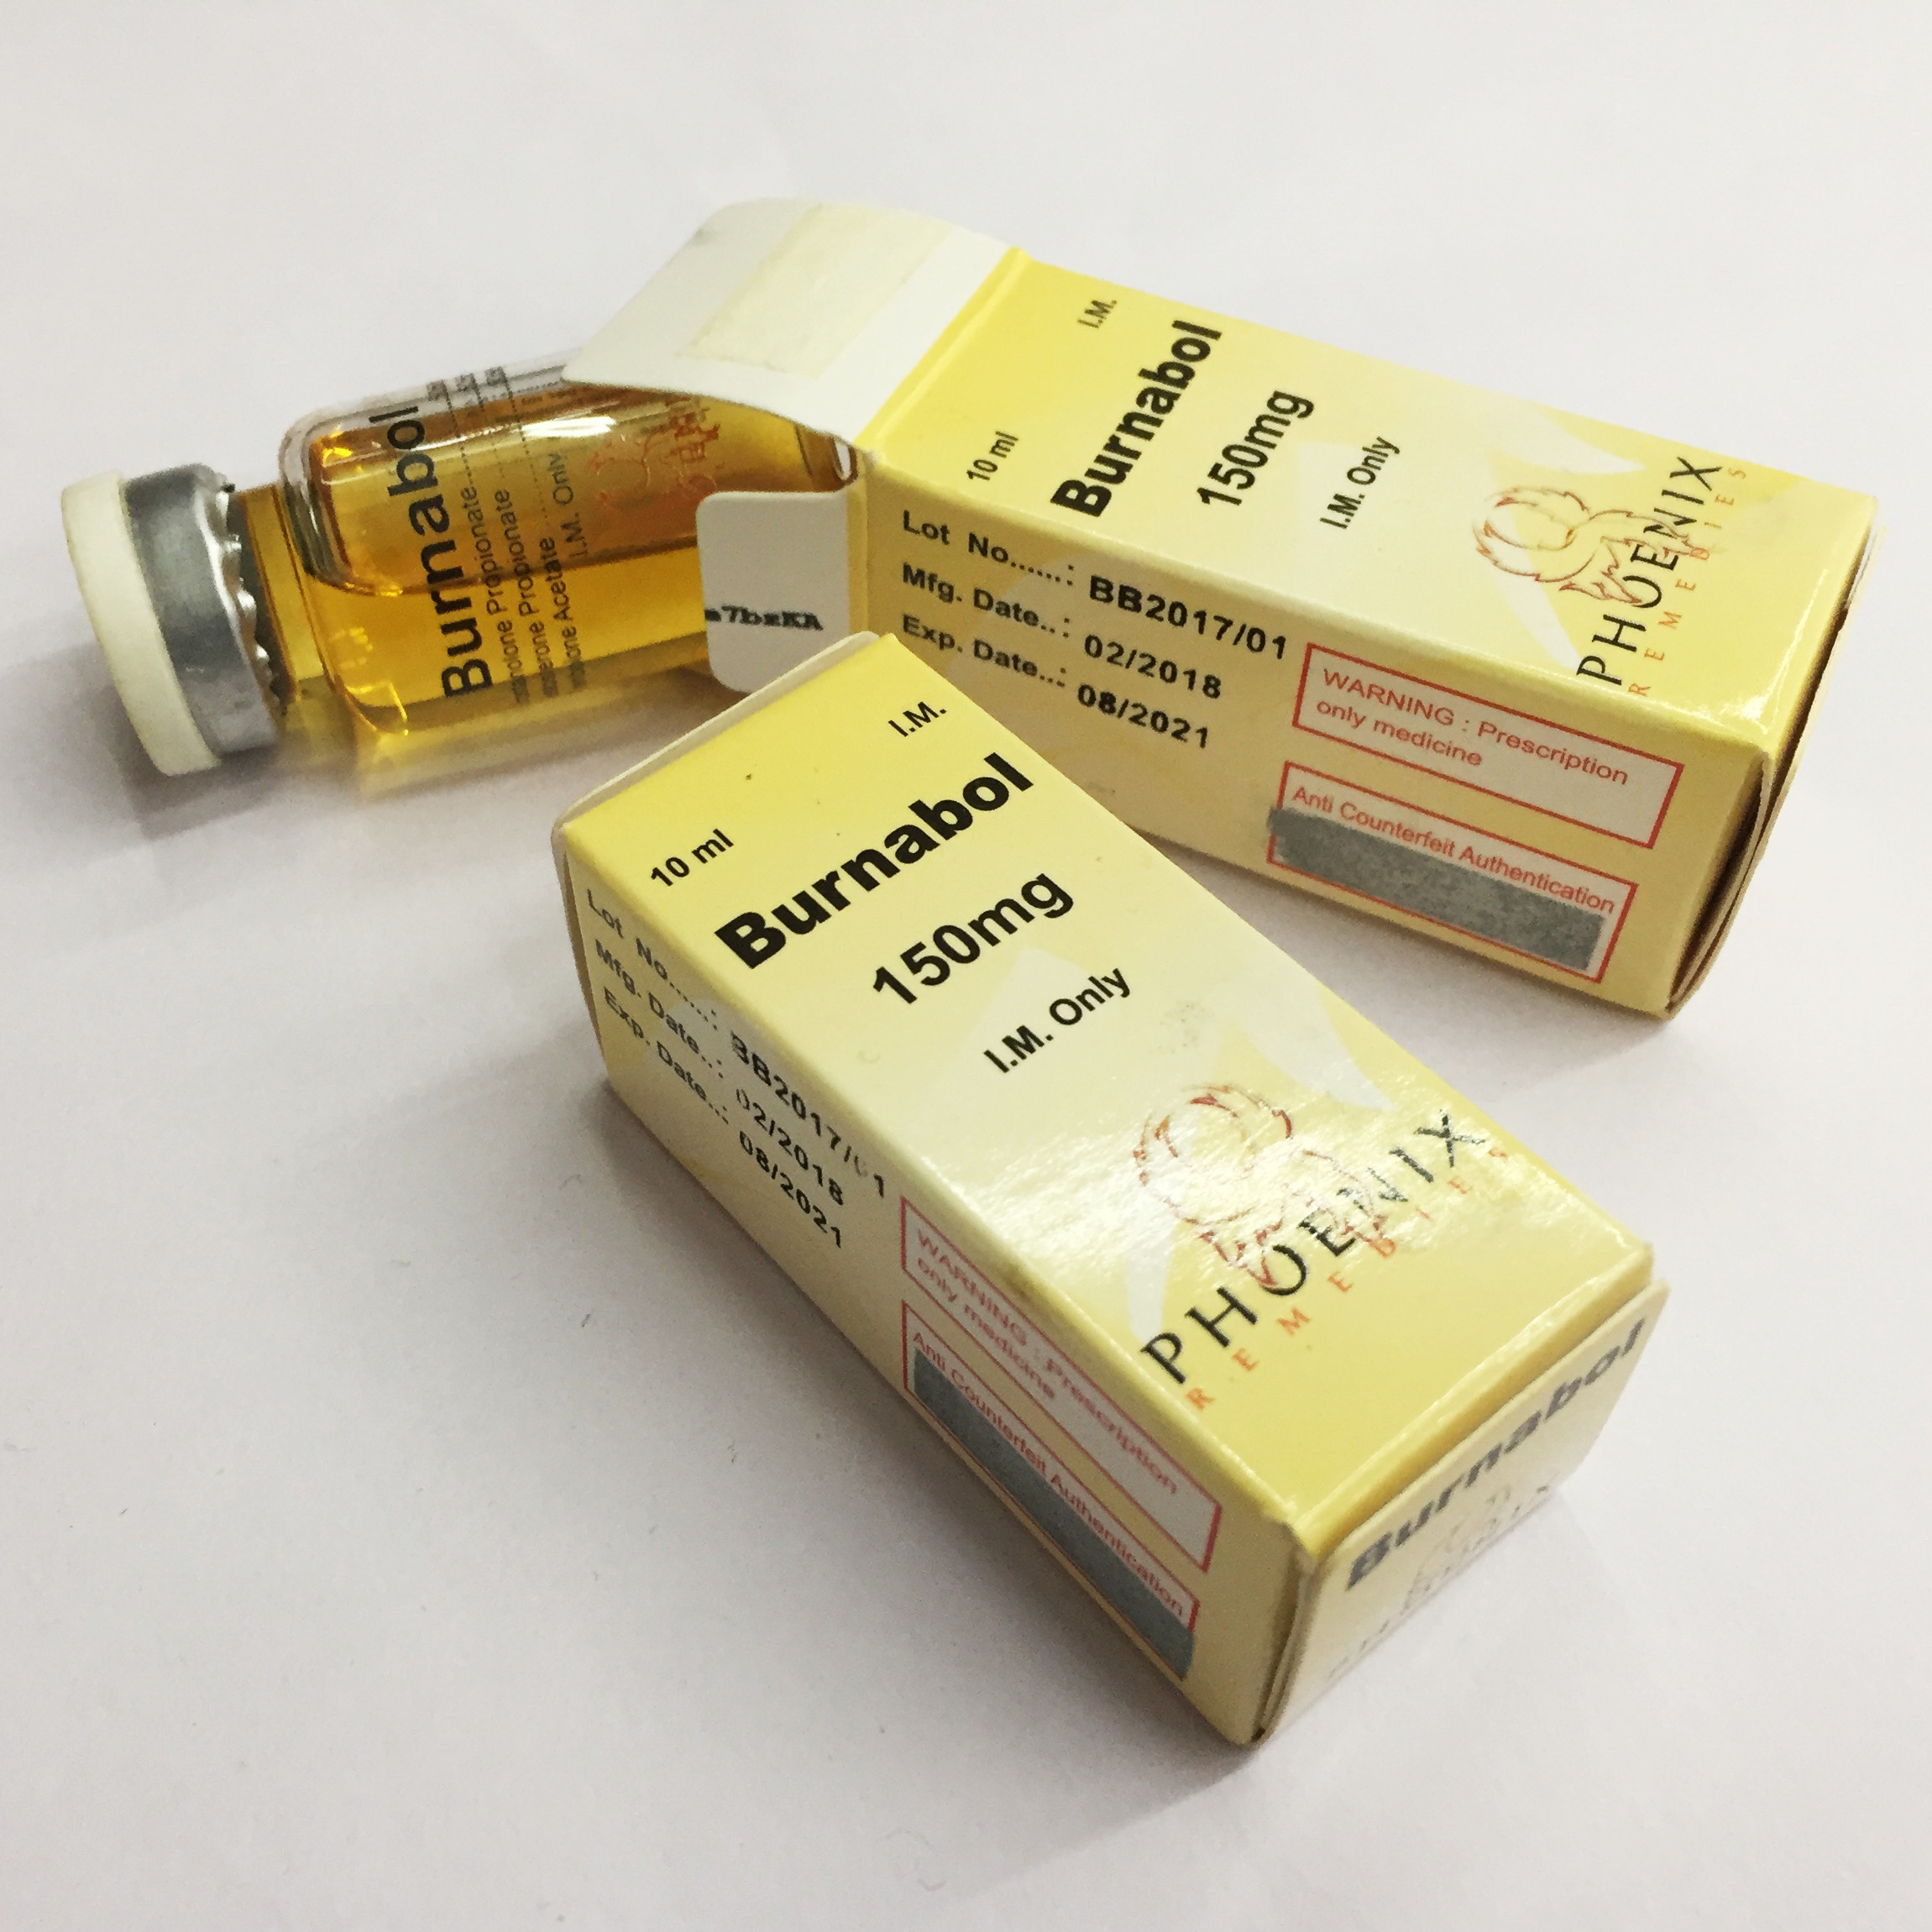 Burnabol
Propionate
Propionate
Acetate
I.M. Only
I.M.
10 ml
Burnabol
150mg
I.M. Only
PHOENIX
REMEDIES
Lot No......: BB2017/01
Mfg. Date..: 02/2018
Exp. Date..: 08/2021
WARNING : Prescription
only medicine
Anti Counterfeit Authentication
I.M.
10 ml
Burnabol
150mg
I.M. Only
PHOENIX
REMEDIES
Lot No......: BB2017/01
Mfg. Date..: 02/2018
Exp. Date..: 08/2021
WARNING : Prescription
only medicine
Anti Counterfeit Authentication
Burnabol